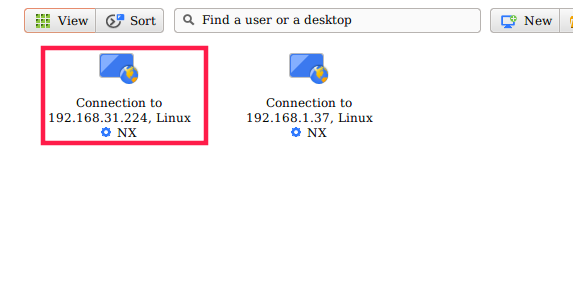 View
Sort
Find a user or a desktop
New
Connection to
192.168.31.224, Linux
NX
Connection to
192.168.1.37, Linux
NX